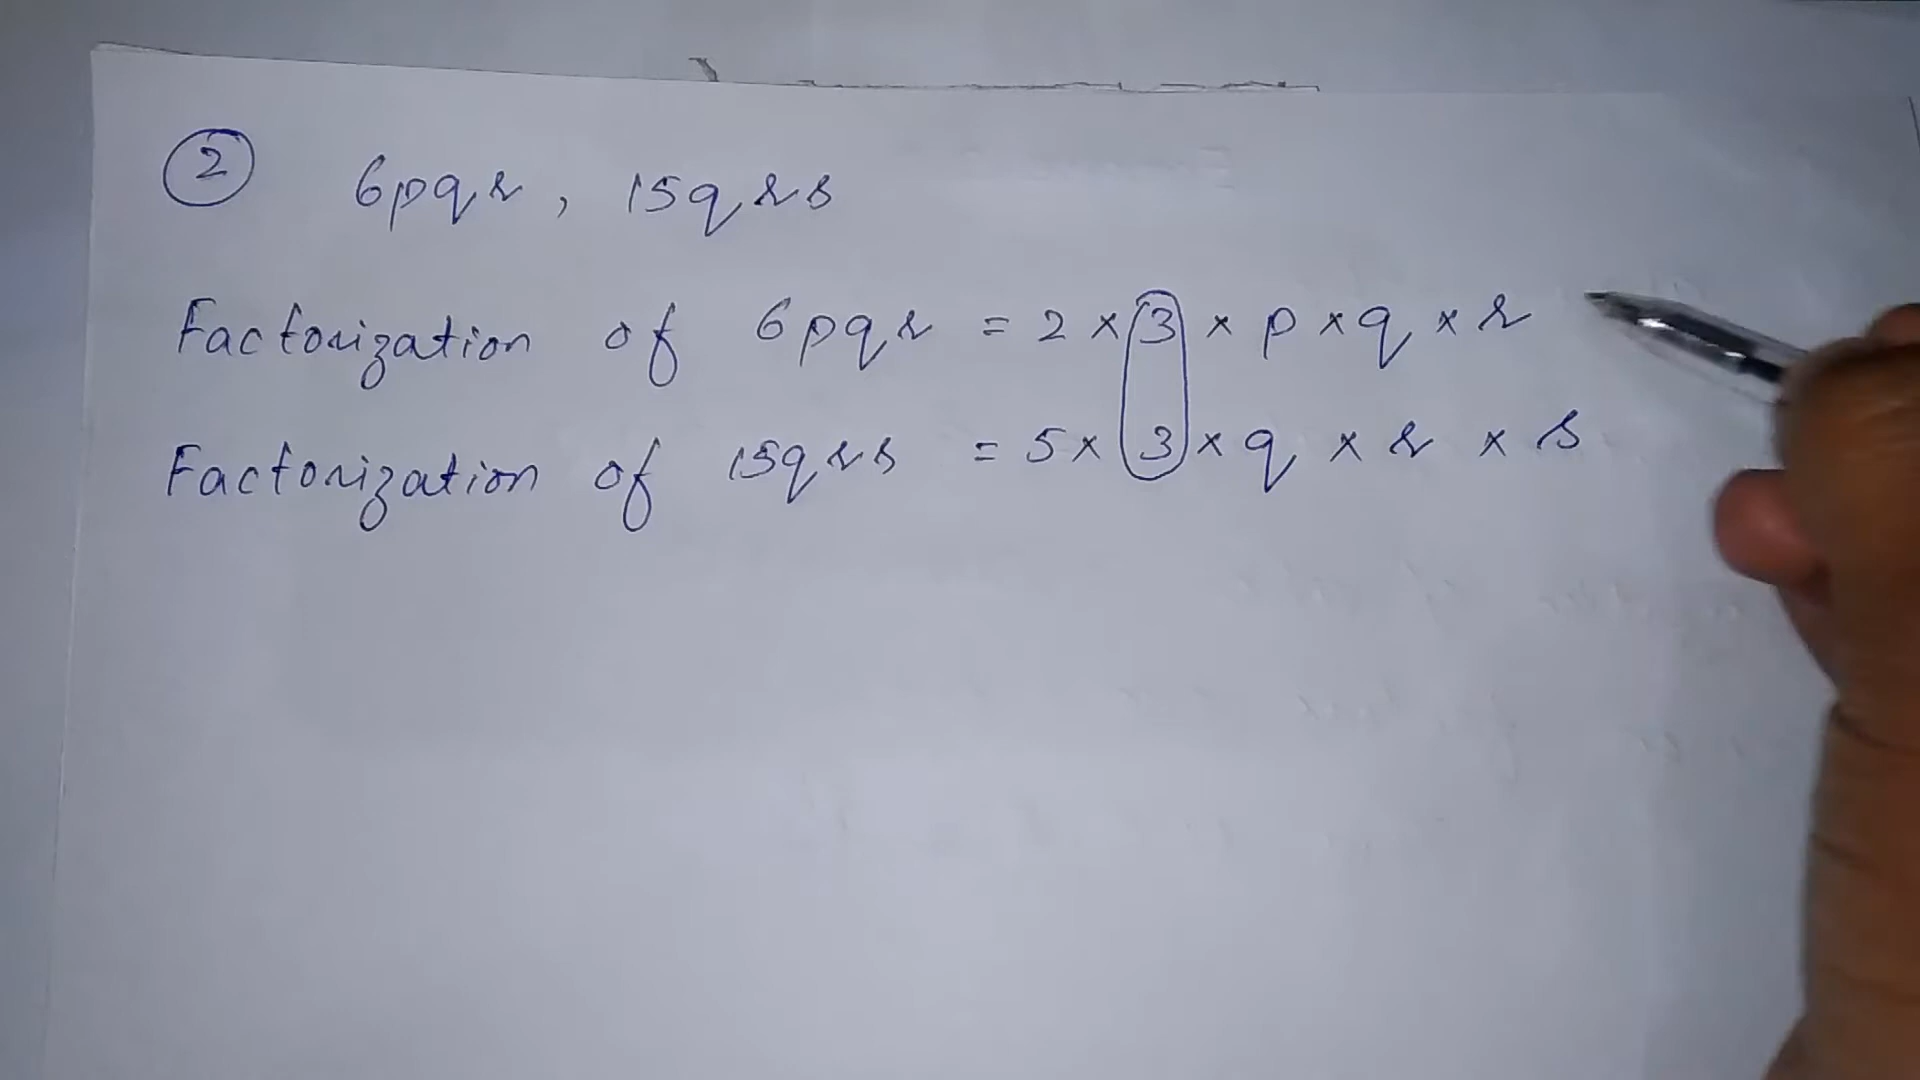 ② 6pqr, 15qrs
Factorization of 6pqr = 2 × 3 × p × q × r
Factorization of 15qrs = 5 × 3 × q × r × s